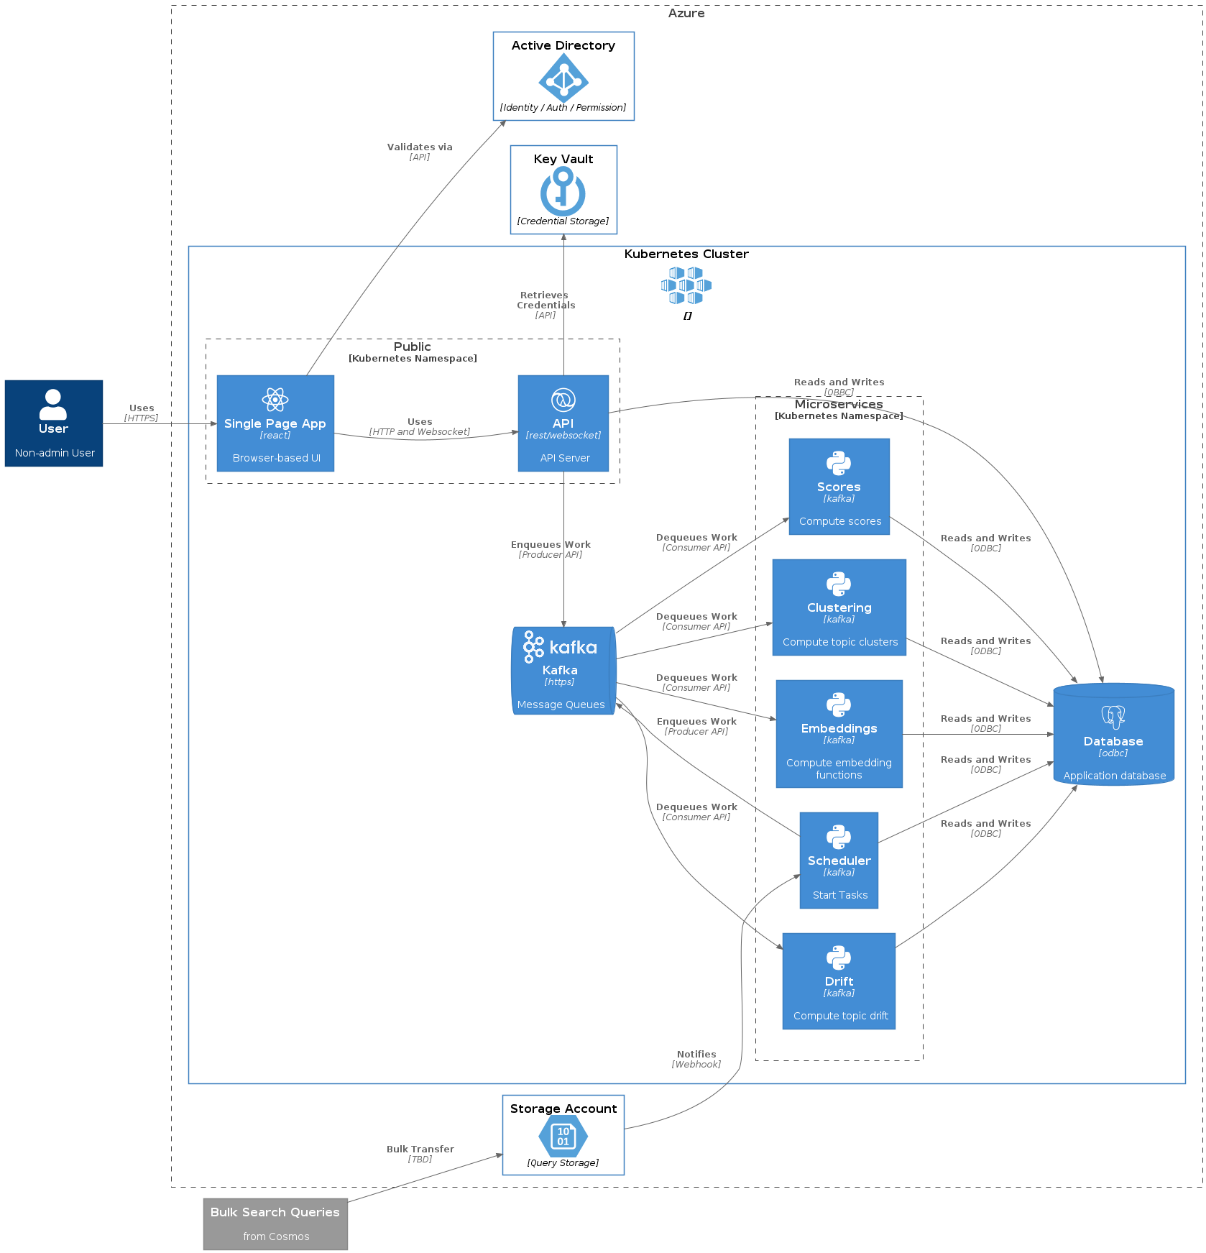 Azure
Active Directory
[Identity / Auth / Permission]
Validates via
[API]
Key Vault
[Credential Storage]
Kubernetes Cluster
[]
Retrieves
Credentials
[API]
Public
[Kubernetes Namespace]
User
Non-admin User
Uses
[HTTPS]
Single Page App
[react]
Browser-based UI
Uses
[HTTP and Websocket]
API
[rest/websocket]
API Server
Reads and Writes
[ODBC]
Microservices
[Kubernetes Namespace]
Scores
[kafka]
Compute scores
Enqueues Work
[Producer API]
Dequeues Work
[Consumer API]
Reads and Writes
[ODBC]
Clustering
[kafka]
Compute topic clusters
Dequeues Work
[Consumer API]
Reads and Writes
[ODBC]
kafka
Kafka
[https]
Message Queues
Dequeues Work
[Consumer API]
Embeddings
[kafka]
Compute embedding
functions
Reads and Writes
[ODBC]
Database
[odbc]
Application database
Enqueues Work
[Producer API]
Reads and Writes
[ODBC]
Dequeues Work
[Consumer API]
Scheduler
[kafka]
Start Tasks
Reads and Writes
[ODBC]
Drift
[kafka]
Compute topic drift
Notifies
[Webhook]
Storage Account
10
01
[Query Storage]
Bulk Transfer
[TBD]
Bulk Search Queries
from Cosmos